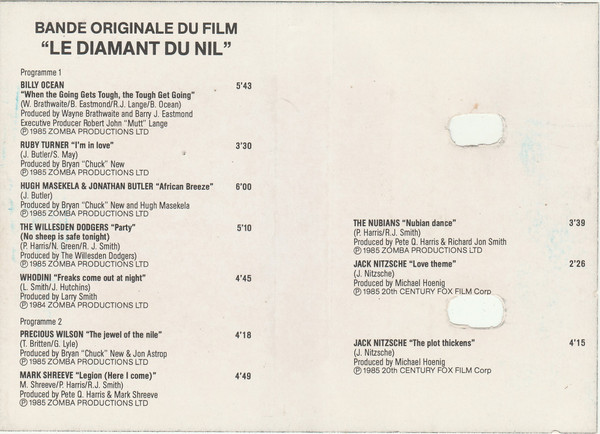 BANDE ORIGINALE DU FILM
“LE DIAMANT DU NIL”
Programme 1
BILLY OCEAN 5’43
“When the Going Gets Tough, the Tough Get Going”
(W. Brathwaite/B. Eastmond/R.J. Lange/B. Ocean)
Produced by Wayne Brathwaite and Barry J. Eastmond
Executive Producer Robert John “Mutt” Lange
℗ 1985 ZOMBA PRODUCTIONS LTD
RUBY TURNER “I’m in love” 3’30
(J. Butler/S. May)
Produced by Bryan “Chuck” New
℗ 1985 ZOMBA PRODUCTIONS LTD
HUGH MASEKELA & JONATHAN BUTLER “African Breeze” 6’00
(J. Butler)
Produced by Bryan “Chuck” New and Hugh Masekela
℗ 1985 ZOMBA PRODUCTIONS LTD
THE WILLESDEN DODGERS “Party” 5’10
(No sheep is safe tonight)
(P. Harris/N. Green/R. J. Smith)
Produced by The Willesden Dodgers)
℗ 1985 ZOMBA PRODUCTIONS LTD
WHODINI “Freaks come out at night” 4’45
(L. Smith/J. Hutchins)
Produced by Larry Smith
℗ 1984 ZOMBA PRODUCTIONS LTD
Programme 2
PRECIOUS WILSON “The jewel of the nile” 4’18
(T. Britten/G. Lyle)
Produced by Bryan “Chuck” New & Jon Astrop
℗ 1985 ZOMBA PRODUCTIONS LTD
MARK SHREEVE “Legion (Here I come)” 4’49
M. Shreeve/P. Harris/R.J. Smith)
Produced by Pete Q. Harris & Mark Shreeve
℗ 1985 ZOMBA PRODUCTIONS LTD
THE NUBIANS “Nubian dance” 3’39
(P. Harris/R.J. Smith)
Produced by Pete Q. Harris & Richard Jon Smith
℗ 1985 ZOMBA PRODUCTIONS LTD
JACK NITZSCHE “Love theme” 2’26
(J. Nitzsche)
Produced by Michael Hoenig
℗ 1985 20th CENTURY FOX FILM Corp
JACK NITZSCHE “The plot thickens” 4’15
(J. Nitzsche)
Produced by Michael Hoenig
℗ 1985 20th CENTURY FOX FILM Corp